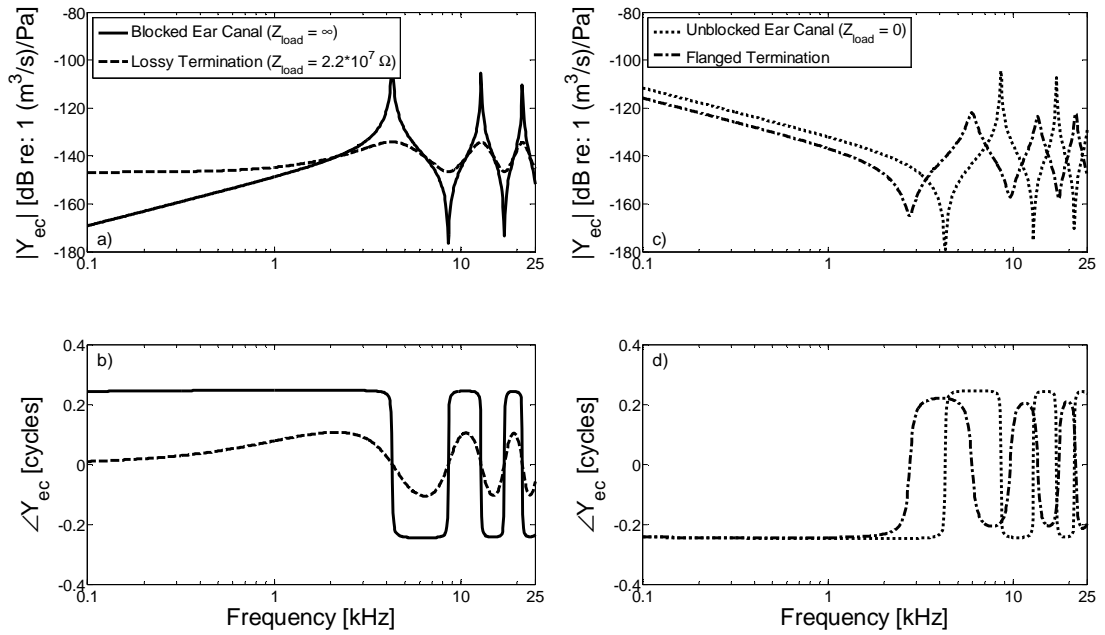 -80
-100
-120
-140
-160
-180
|Y_ec| [dB re: 1 (m³/s)/Pa]
Blocked Ear Canal (Z_load = ∞)
Lossy Termination (Z_load = 2.2*10⁷ Ω)
a)
0.1
1
10
25
-80
-100
-120
-140
-160
-180
|Y_ec| [dB re: 1 (m³/s)/Pa]
Unblocked Ear Canal (Z_load = 0)
Flanged Termination
c)
0.1
1
10
25
0.4
0.2
0
-0.2
-0.4
∠Y_ec [cycles]
b)
0.1
1
10
25
Frequency [kHz]
0.4
0.2
0
-0.2
-0.4
∠Y_ec [cycles]
d)
0.1
1
10
25
Frequency [kHz]